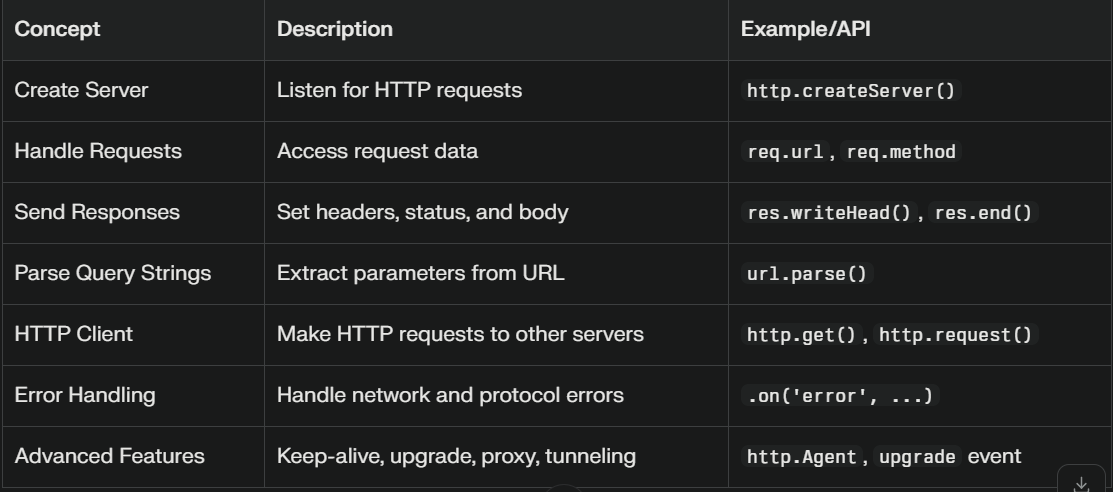 Concept Description Example/API
Create Server Listen for HTTP requests http.createServer()
Handle Requests Access request data req.url, req.method
Send Responses Set headers, status, and body res.writeHead(), res.end()
Parse Query Strings Extract parameters from URL url.parse()
HTTP Client Make HTTP requests to other servers http.get(), http.request()
Error Handling Handle network and protocol errors .on('error', ...)
Advanced Features Keep-alive, upgrade, proxy, tunneling http.Agent, upgrade event